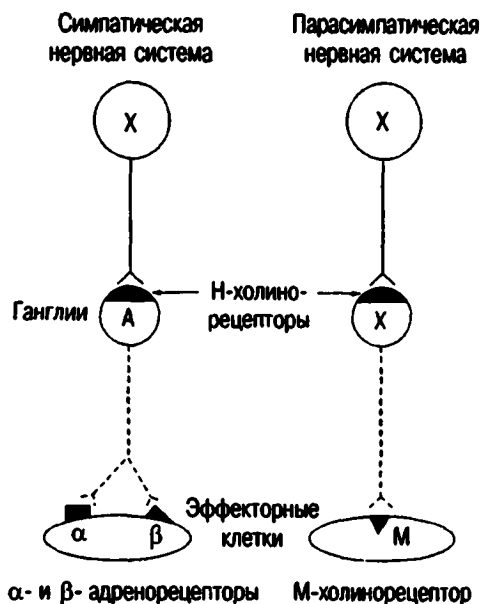 Симпатическая
нервная система
Парасимпатическая
нервная система
Х
Х
Ганглии
А
Н-холино-
рецепторы
Х
α
β
Эффекторные
клетки
М
α- и β- адренорецепторы
М-холинорецептор